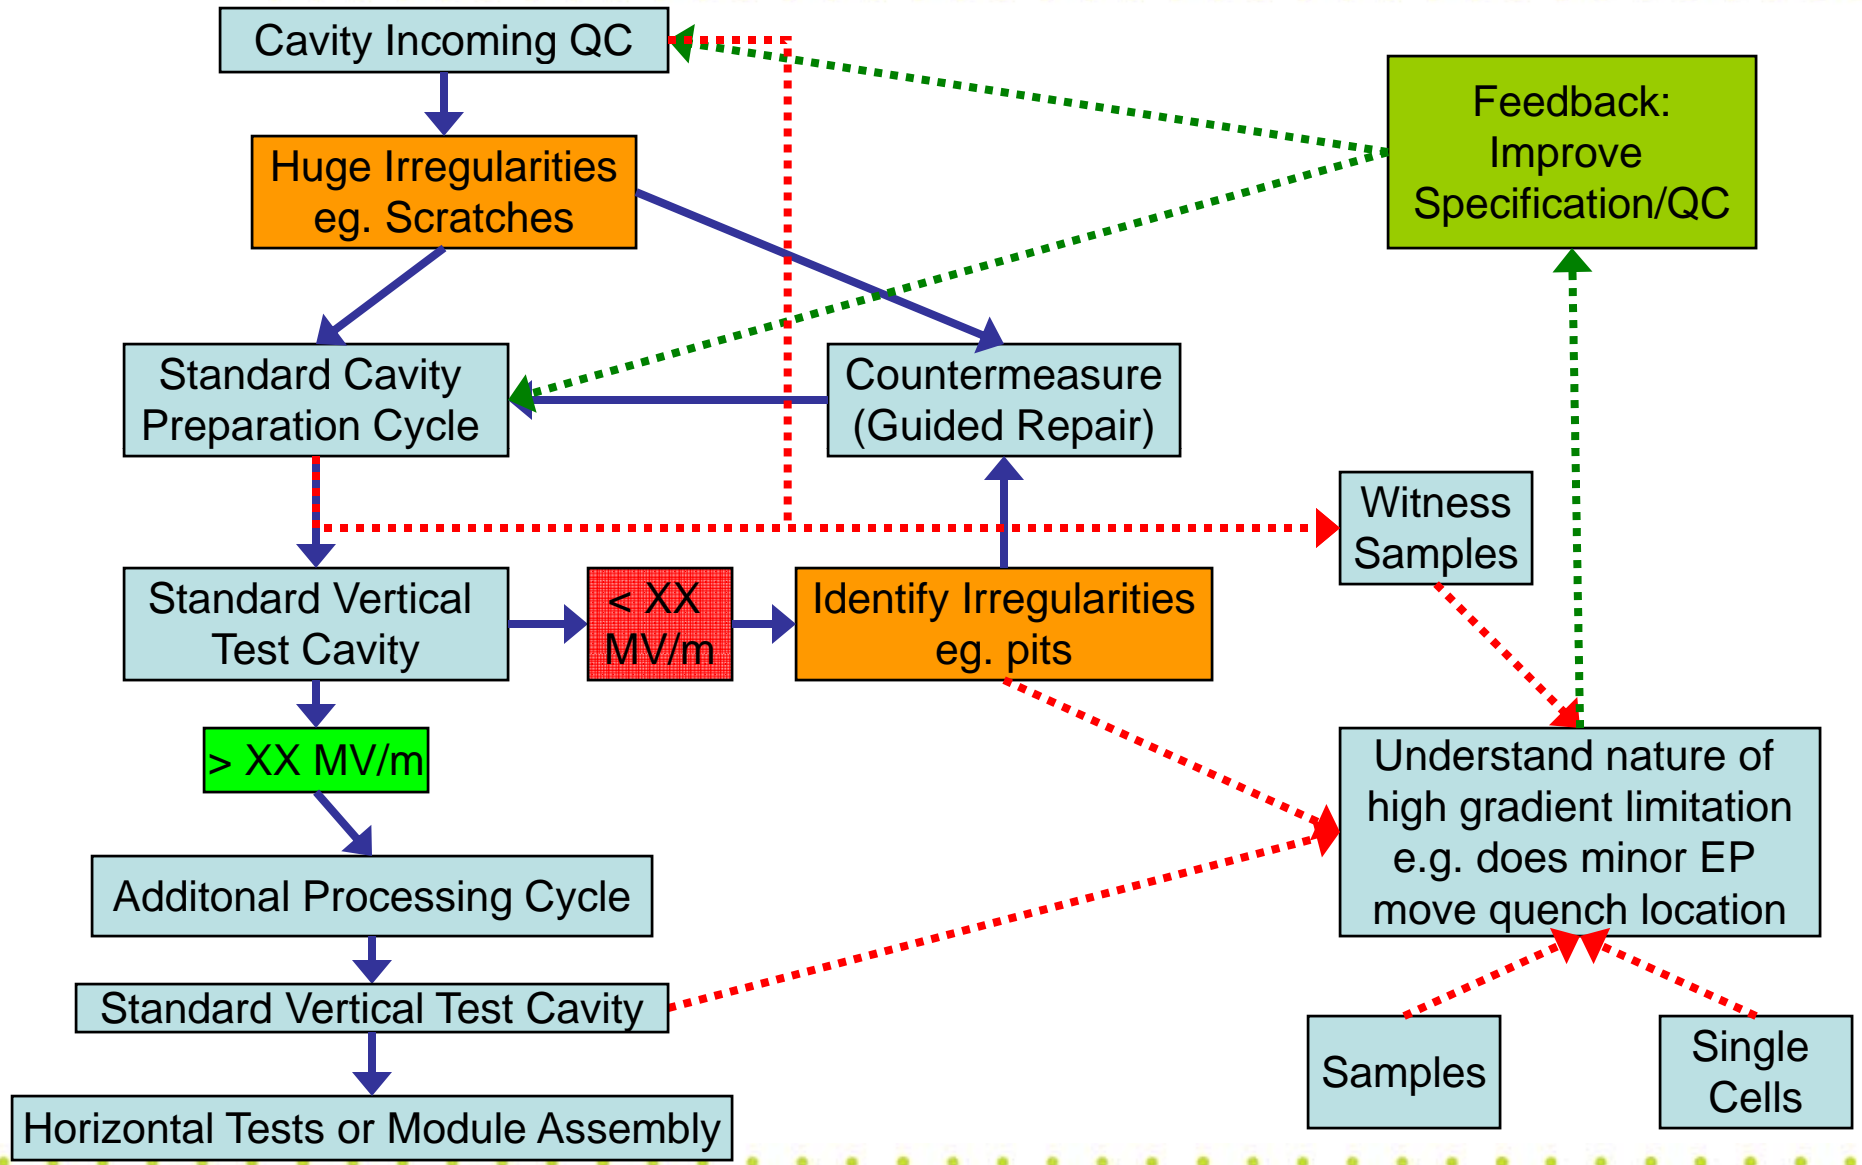 Cavity Incoming QC
Feedback:
Improve
Specification/QC
Huge Irregularities
eg. Scratches
Standard Cavity
Preparation Cycle
Countermeasure
(Guided Repair)
Witness
Samples
Standard Vertical
Test Cavity
< XX
MV/m
Identify Irregularities
eg. pits
> XX MV/m
Understand nature of
high gradient limitation
e.g. does minor EP
move quench location
Additonal Processing Cycle
Standard Vertical Test Cavity
Samples
Single
Cells
Horizontal Tests or Module Assembly